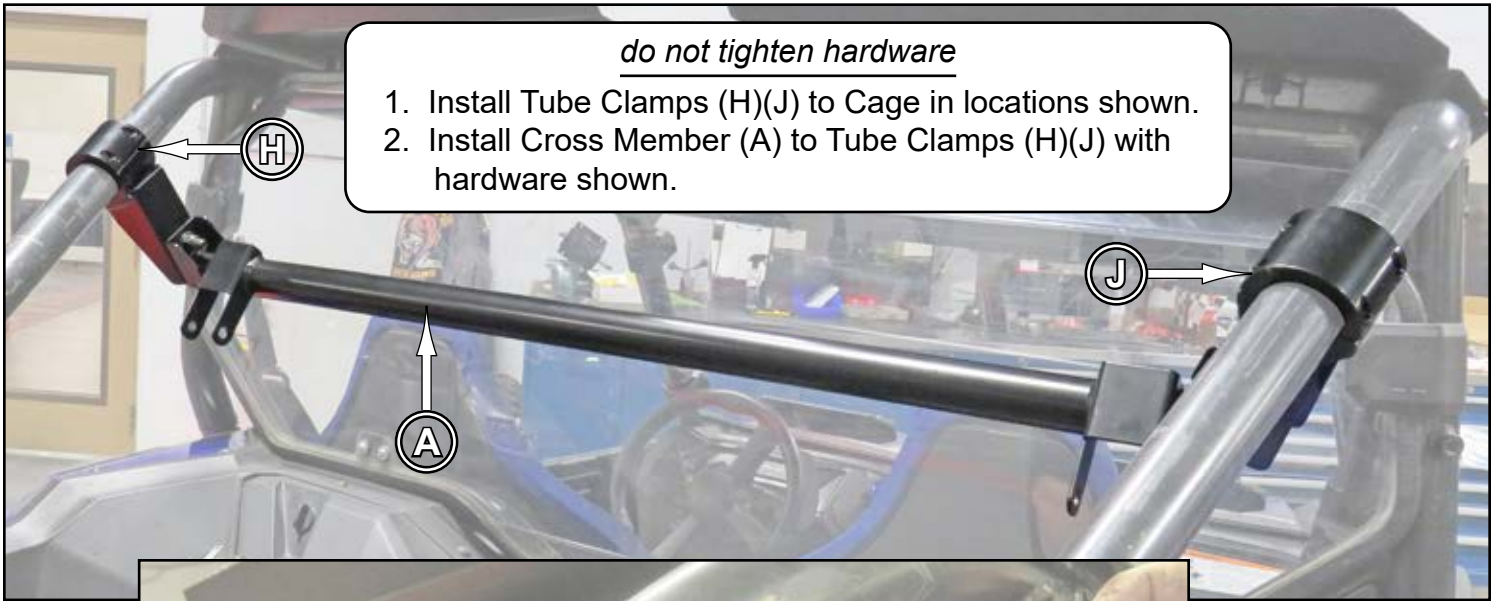 do not tighten hardware
1. Install Tube Clamps (H)(J) to Cage in locations shown.
2. Install Cross Member (A) to Tube Clamps (H)(J) with
hardware shown.
H
J
A